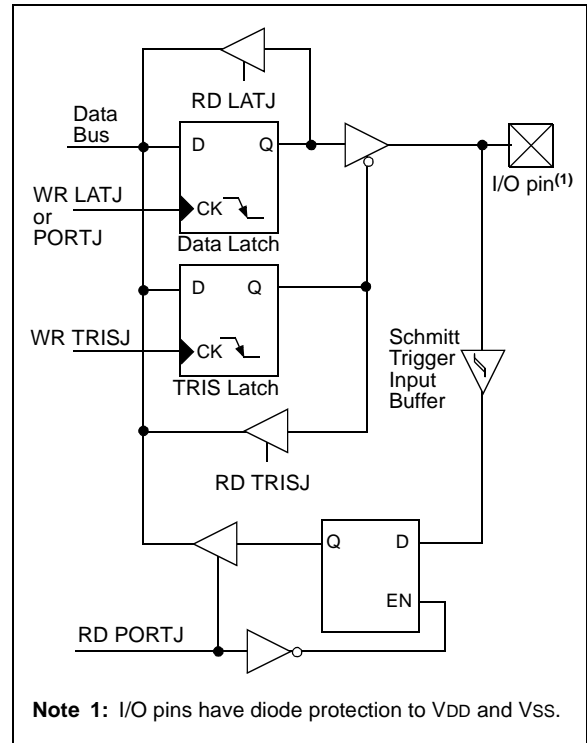 RD LATJ
Data
Bus
D
Q
WR LATJ
or
PORTJ
CK
Data Latch
I/O pin(1)
D
Q
WR TRISJ
CK
TRIS Latch
Schmitt
Trigger
Input
Buffer
RD TRISJ
Q
D
EN
RD PORTJ
Note 1: I/O pins have diode protection to VDD and VSS.